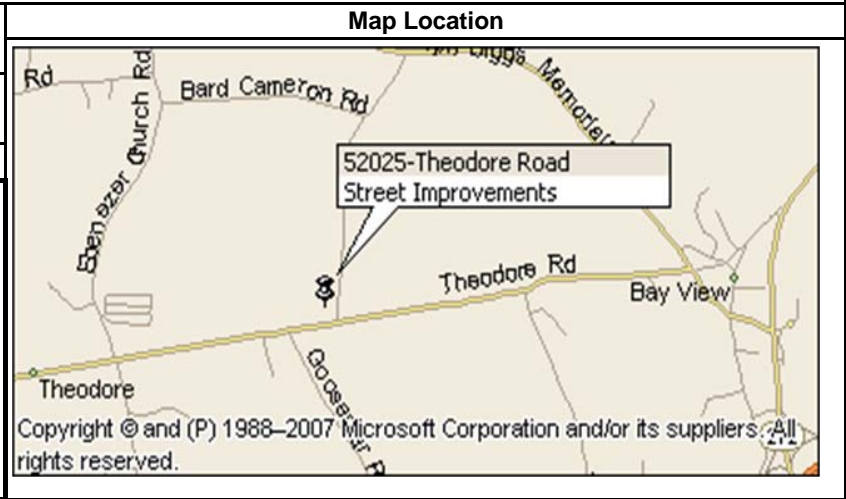 Map Location
Rd
Bard Cameron Rd
Ebenezer Church Rd
Memorial
52025-Theodore Road
Street Improvements
Theodore Rd
Bay View
Theodore
Copyright © and (P) 1988–2007 Microsoft Corporation and/or its suppliers. All
rights reserved.